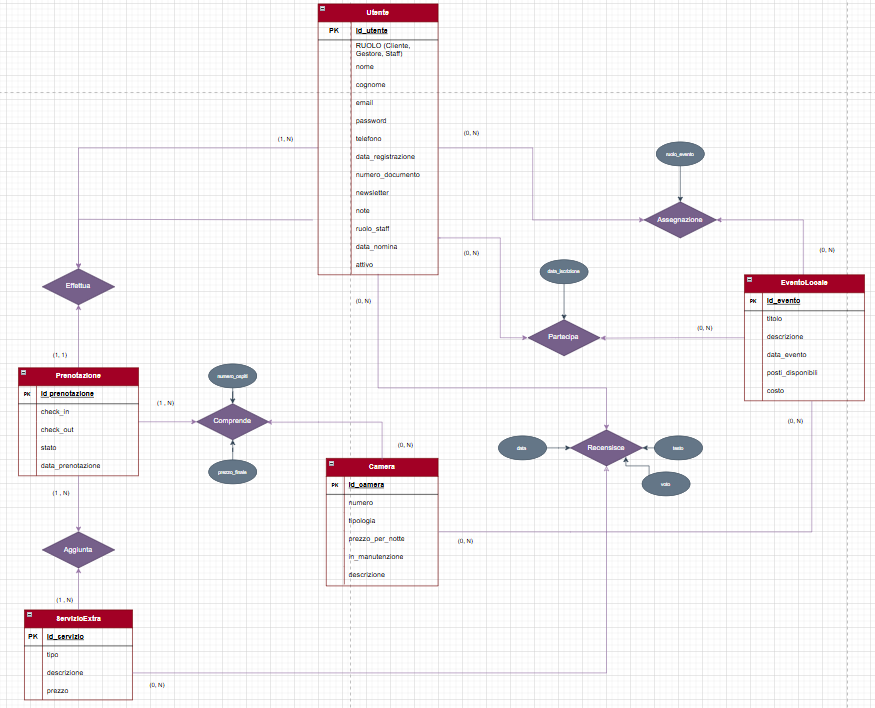 Utente
PK
id_utente
RUOLO (Cliente,
Gestore, Staff)
nome
cognome
email
password
telefono
data_registrazione
numero_documento
newsletter
note
ruolo_staff
data_nomina
attivo
(1, N)
(0, N)
ruolo_evento
Assegnazione
(0, N)
(0, N)
data_iscrizione
Partecipa
(0, N)
EventoLocale
PK
id_evento
titolo
descrizione
data_evento
posti_disponibili
costo
(0, N)
Effettua
(0, N)
(1, 1)
Prenotazione
PK
id_prenotazione
check_in
check_out
stato
data_prenotazione
numero_ospiti
(1 , N)
Comprende
prezzo_finale
(0, N)
data
Recensisce
testo
voto
Camera
PK
id_camera
numero
tipologia
prezzo_per_notte
in_manutenzione
descrizione
(0, N)
(1 , N)
Aggiunta
(1 , N)
ServizioExtra
PK
id_servizio
tipo
descrizione
prezzo
(0, N)